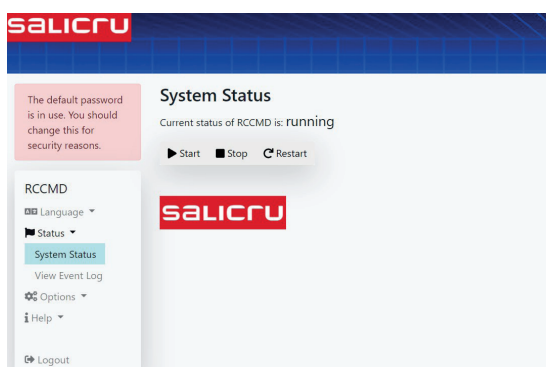 salicru
The default password
is in use. You should
change this for
security reasons.
System Status
Current status of RCCMD is: running
Start Stop Restart
RCCMD
Language
Status
System Status
View Event Log
Options
Help
Logout
salicru